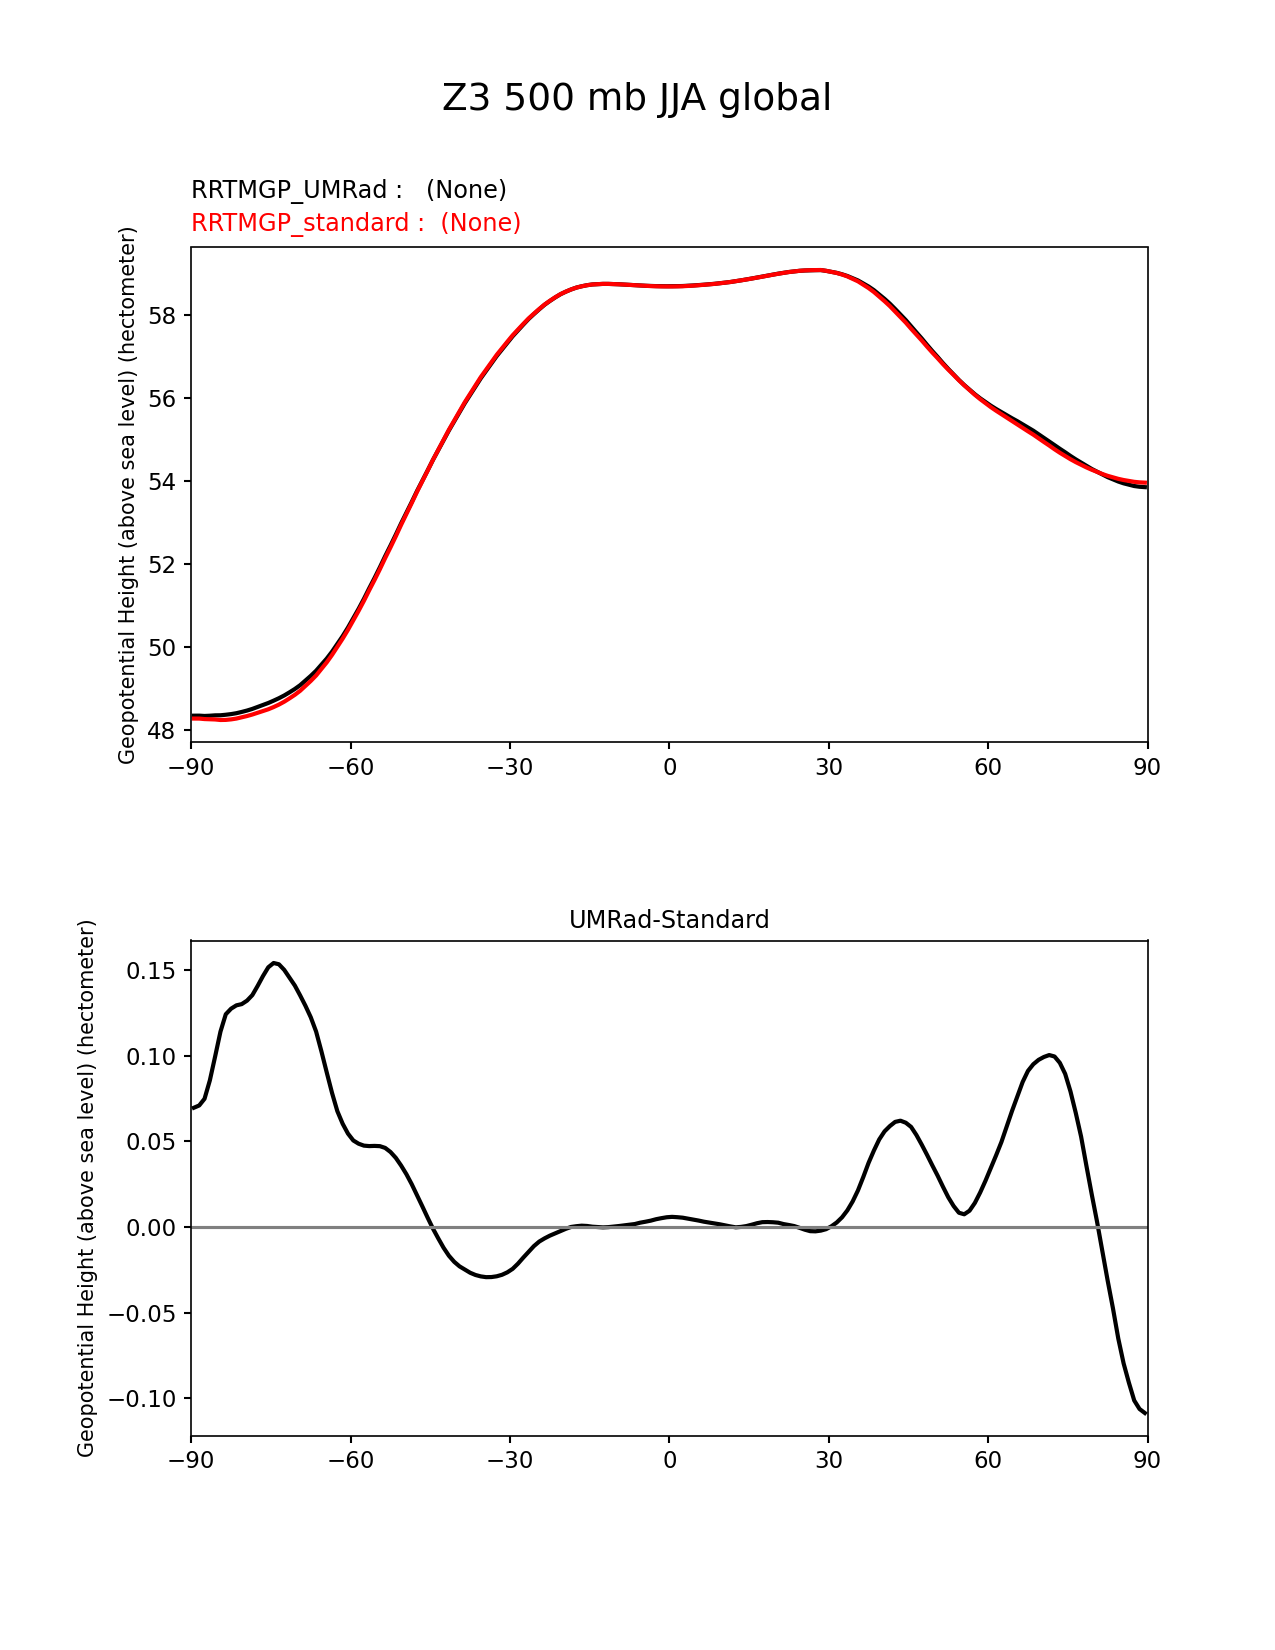 Z3 500 mb JJA global
RRTMGP_UMRad :   (None)
RRTMGP_standard :  (None)
Geopotential Height (above sea level) (hectometer)
58
56
54
52
50
48
−90 −60 −30 0 30 60 90
UMRad-Standard
Geopotential Height (above sea level) (hectometer)
0.15
0.10
0.05
0.00
−0.05
−0.10
−90 −60 −30 0 30 60 90